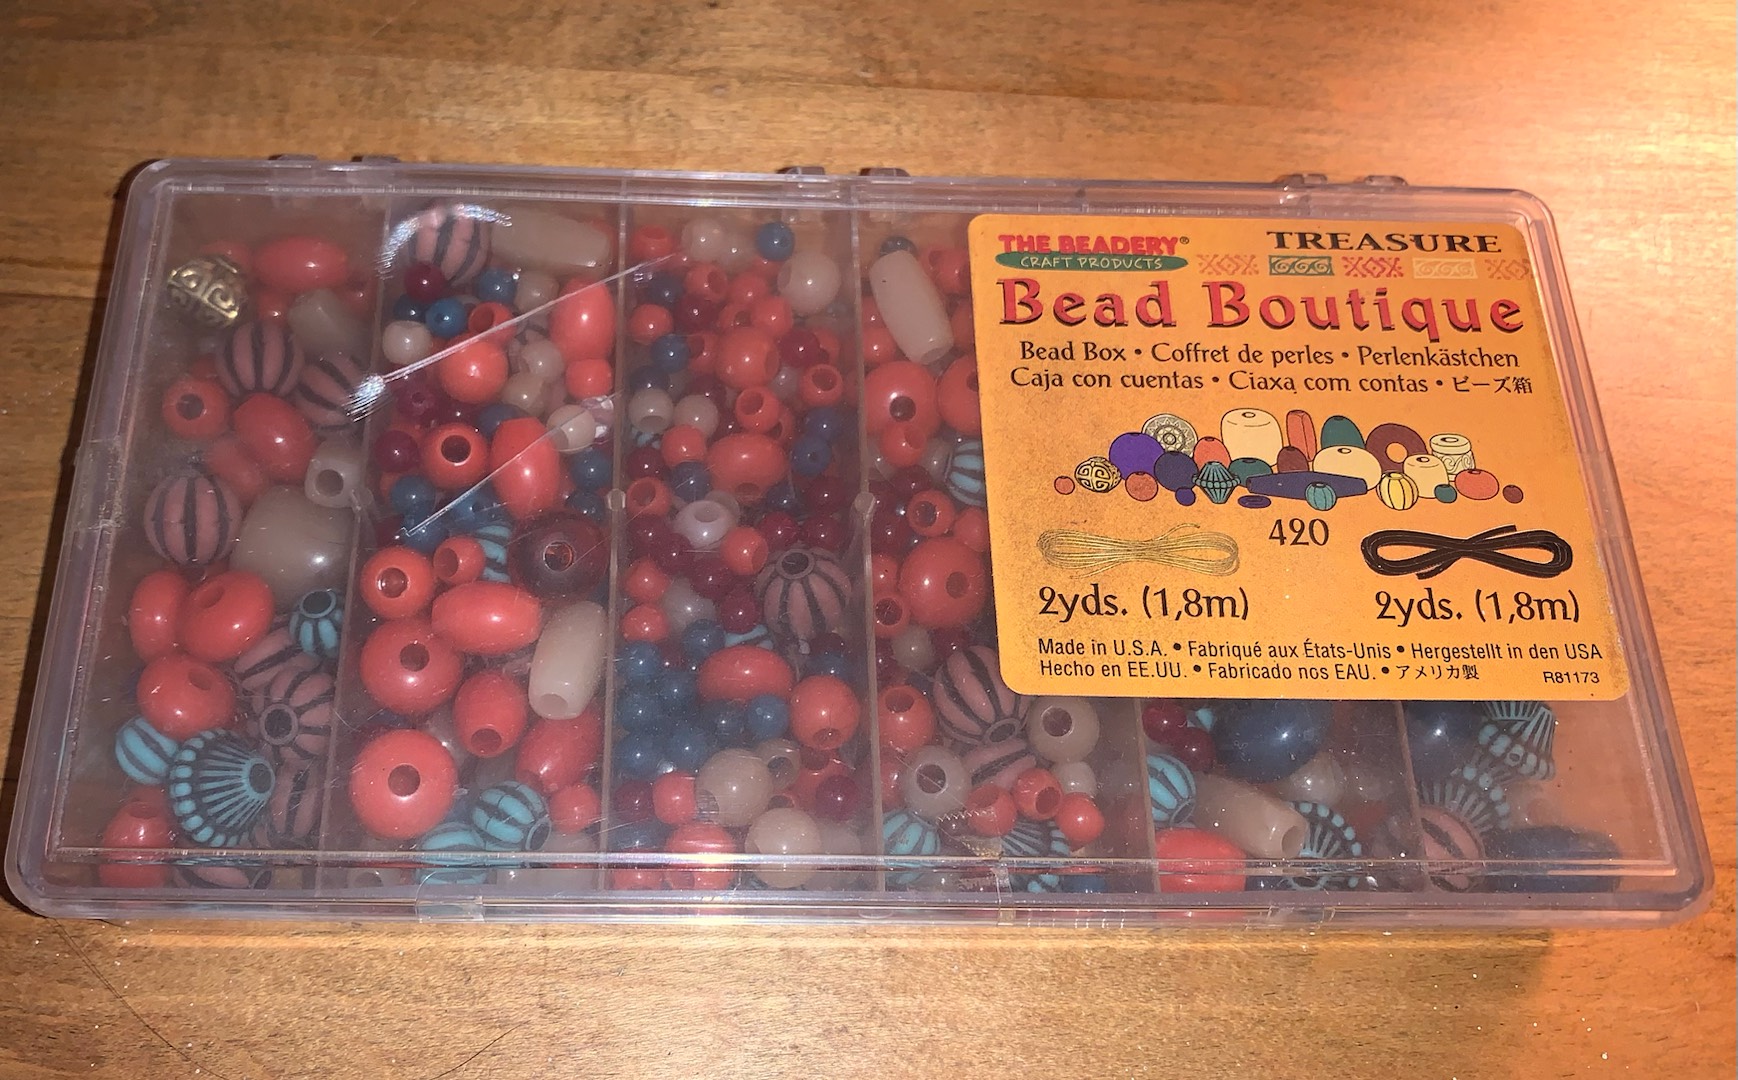 THE BEADERY®
CRAFT PRODUCTS
TREASURE
Bead Boutique
Bead Box • Coffret de perles • Perlenkästchen
Caja con cuentas • Ciaxa com contas • ビーズ箱
420
2yds. (1,8m)
2yds. (1,8m)
Made in U.S.A. • Fabriqué aux États-Unis • Hergestellt in den USA
Hecho en EE.UU. • Fabricado nos EAU. • アメリカ製
R81173